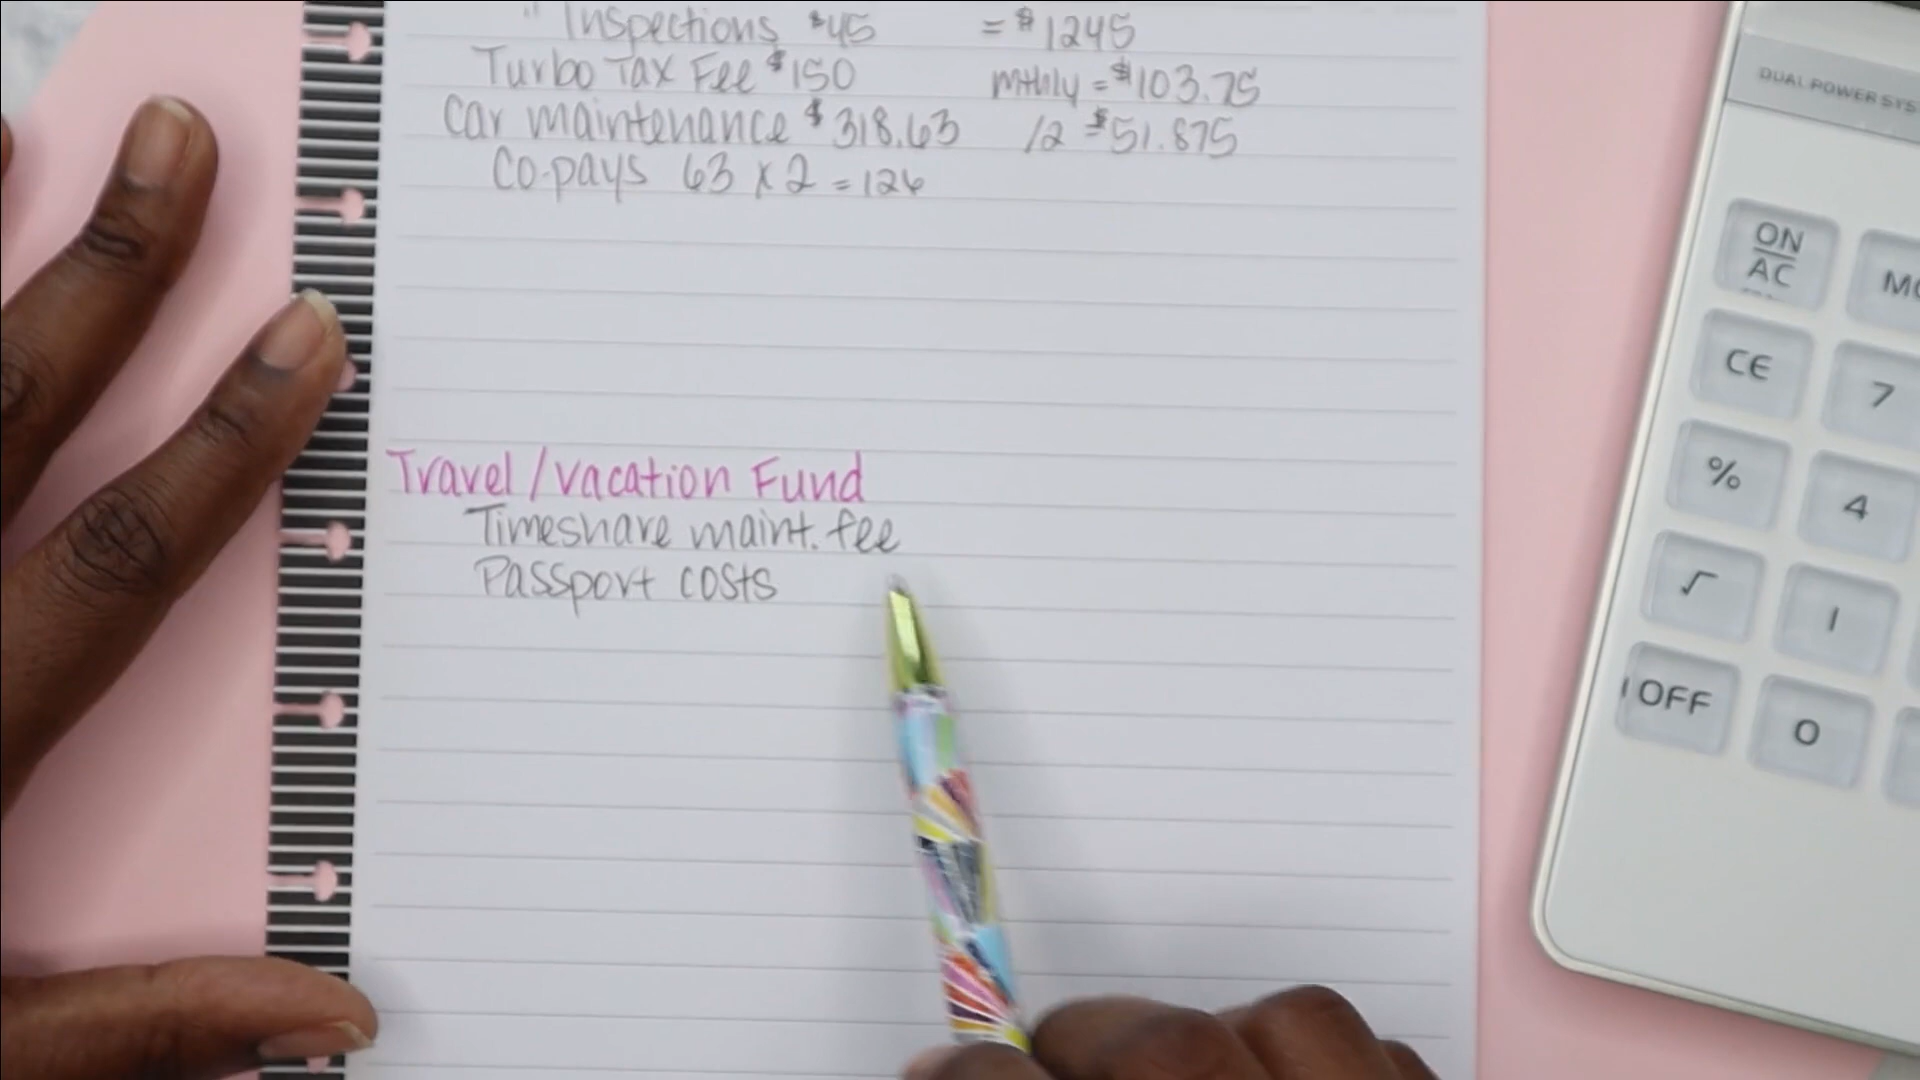 " Inspections $45 = $1245
Turbo Tax Fee $150 mthly = $103.75
Car maintenance $318.63 /2 = $51.875
Co-pays 63 x 2 = 126
Travel/Vacation Fund
Timeshare maint. fee
Passport costs
DUAL POWER SYS
ON
AC
CE 7
% 4
√ 1
OFF 0